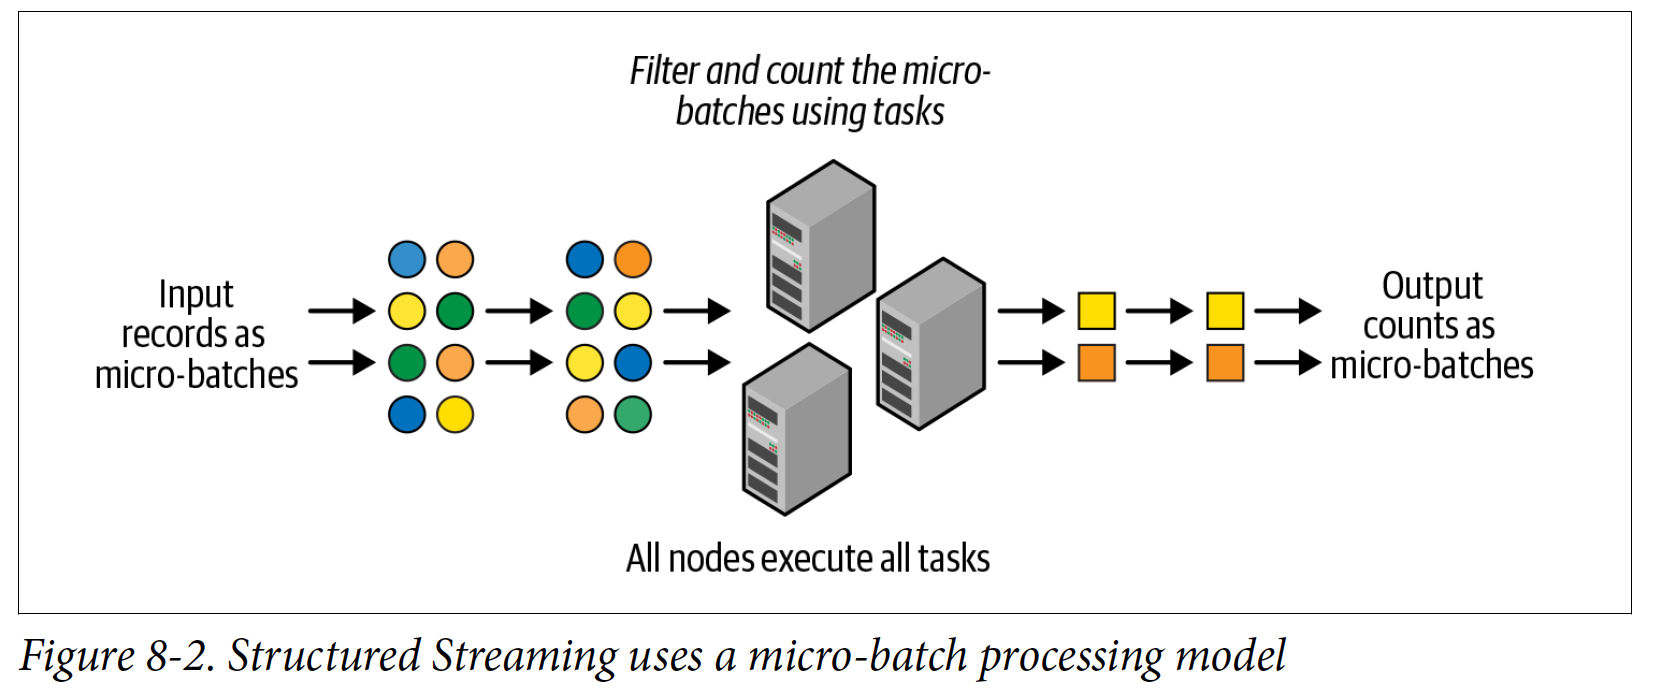 Filter and count the micro-
batches using tasks
Input
records as
micro-batches
Output
counts as
micro-batches
All nodes execute all tasks
Figure 8-2. Structured Streaming uses a micro-batch processing model